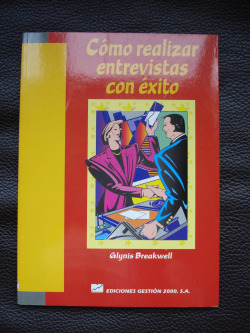 Cómo realizar
entrevistas
con éxito
Glynis Breakwell
EDICIONES GESTIÓN 2000, S.A.